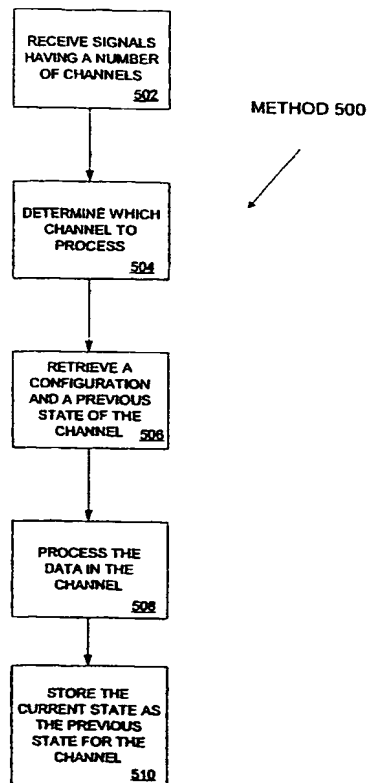 RECEIVE SIGNALS
HAVING A NUMBER
OF CHANNELS
502
METHOD 500
DETERMINE WHICH
CHANNEL TO
PROCESS
504
RETRIEVE A
CONFIGURATION
AND A PREVIOUS
STATE OF THE
CHANNEL 506
PROCESS THE
DATA IN THE
CHANNEL
508
STORE THE
CURRENT STATE AS
THE PREVIOUS
STATE FOR THE
CHANNEL
510